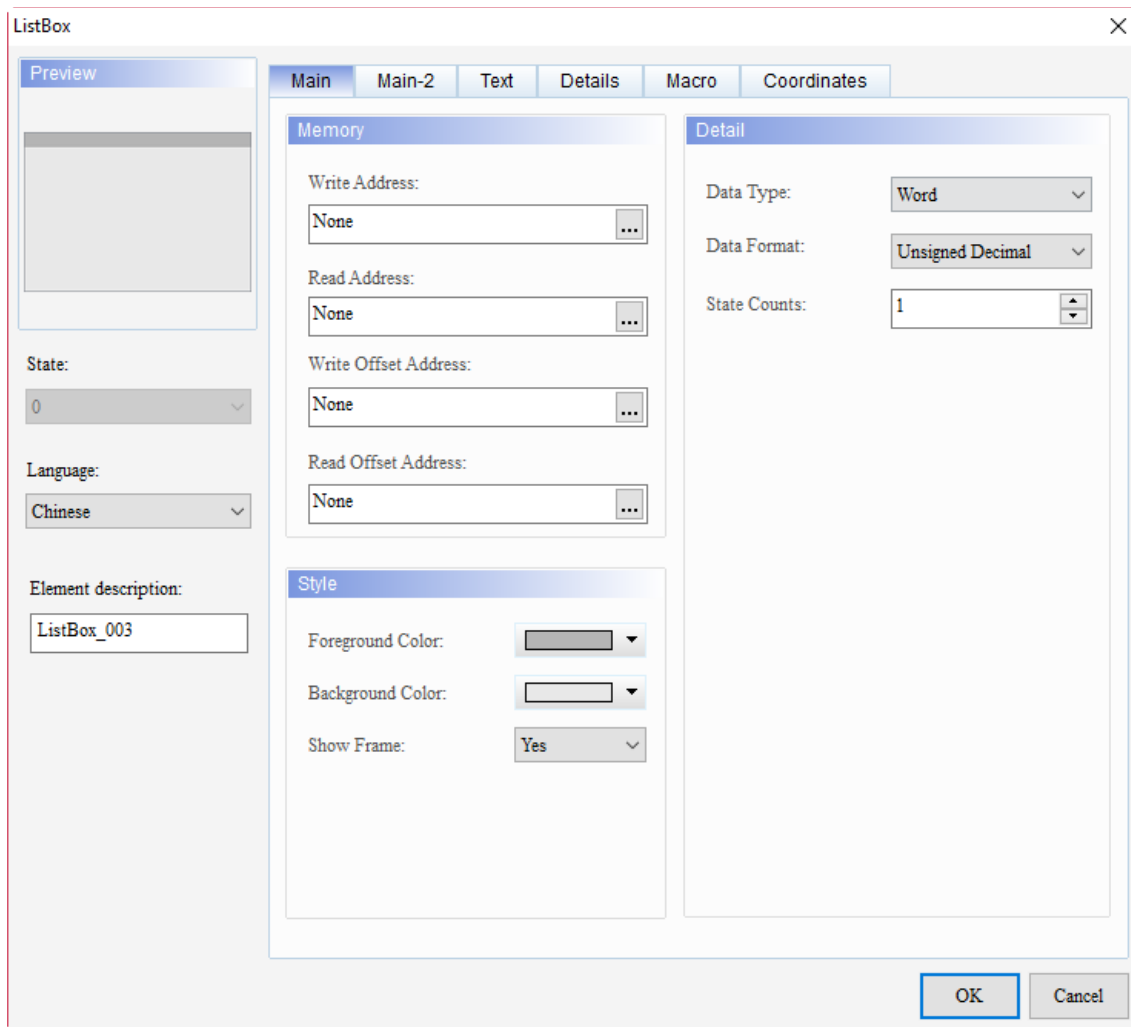 ListBox
Preview
State:
0
Language:
Chinese
Element description:
ListBox_003
Main Main-2 Text Details Macro Coordinates
Memory
Write Address:
None
...
Read Address:
None
...
Write Offset Address:
None
...
Read Offset Address:
None
...
Style
Foreground Color:
Background Color:
Show Frame: Yes
Detail
Data Type: Word
Data Format: Unsigned Decimal
State Counts: 1
OK Cancel